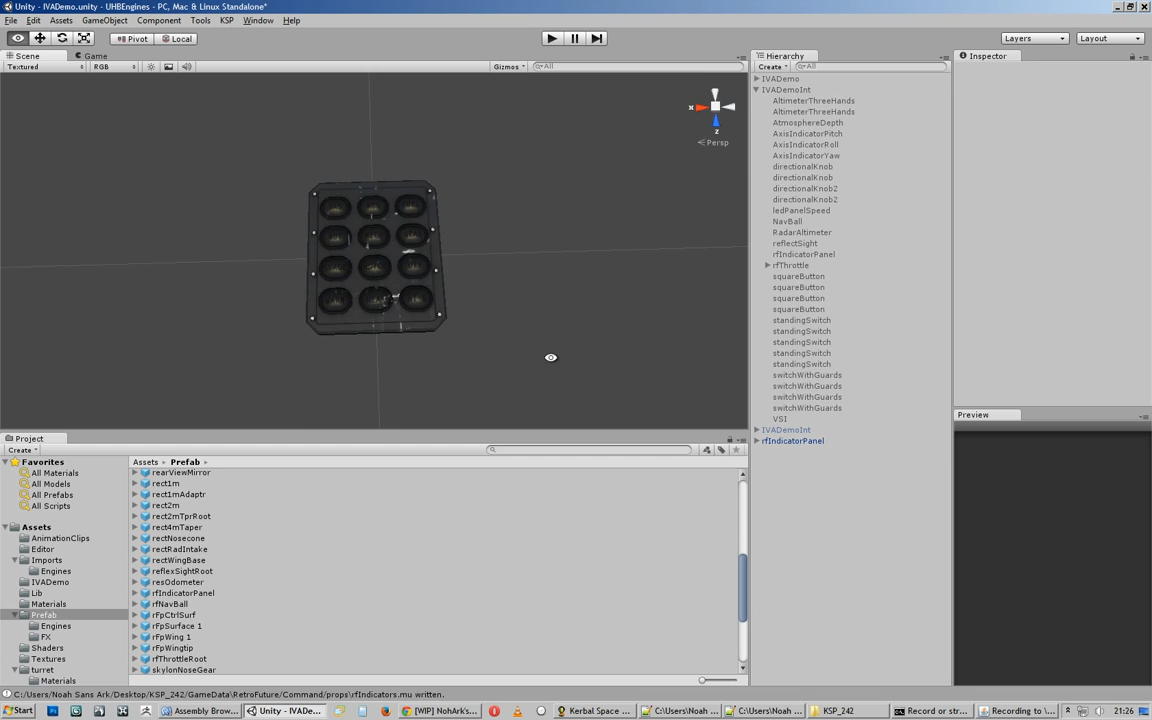 Unity - IVADemo.unity - UHBEngines - PC, Mac & Linux Standalone*
File Edit Assets GameObject Component Tools KSP Window Help
Pivot Local Layers Layout
Scene Game
Textured RGB Gizmos All
x z
Persp
Hierarchy
Create All
IVADemo
IVADemoInt
AltimeterThreeHands
AltimeterThreeHands
AtmosphereDepth
AxisIndicatorPitch
AxisIndicatorRoll
AxisIndicatorYaw
directionalKnob
directionalKnob
directionalKnob2
directionalKnob2
ledPanelSpeed
NavBall
RadarAltimeter
reflectSight
rfIndicatorPanel
rfThrottle
squareButton
squareButton
squareButton
squareButton
standingSwitch
standingSwitch
standingSwitch
standingSwitch
standingSwitch
switchWithGuards
switchWithGuards
switchWithGuards
switchWithGuards
VSI
IVADemoInt
rfIndicatorPanel
Inspector
Preview
Project
Create
Favorites
All Materials
All Models
All Prefabs
All Scripts
Assets
AnimationClips
Editor
Imports
Engines
IVADemo
Lib
Materials
Prefab
Engines
FX
Shaders
Textures
turret
Materials
Assets Prefab
rearViewMirror
rect1m
rect1mAdaptr
rect2m
rect2mTprRoot
rect4mTaper
rectNosecone
rectRadIntake
rectWingBase
reflexSightRoot
resOdometer
rfIndicatorPanel
rfNavBall
rFpCtrlSurf
rFpSurface 1
rFpWing 1
rFpWingtip
rfThrottleRoot
skylonNoseGear
C:/Users/Noah Sans Ark/Desktop/KSP_242/GameData/RetroFuture/Command/props\rfIndicators.mu written.
Start Assembly Brow... Unity - IVADe... [WIP] NohArk's... Kerbal Space ... C:\Users\Noah ... C:\Users\Noah ... KSP_242 Record or str... Recording to \... 21:26